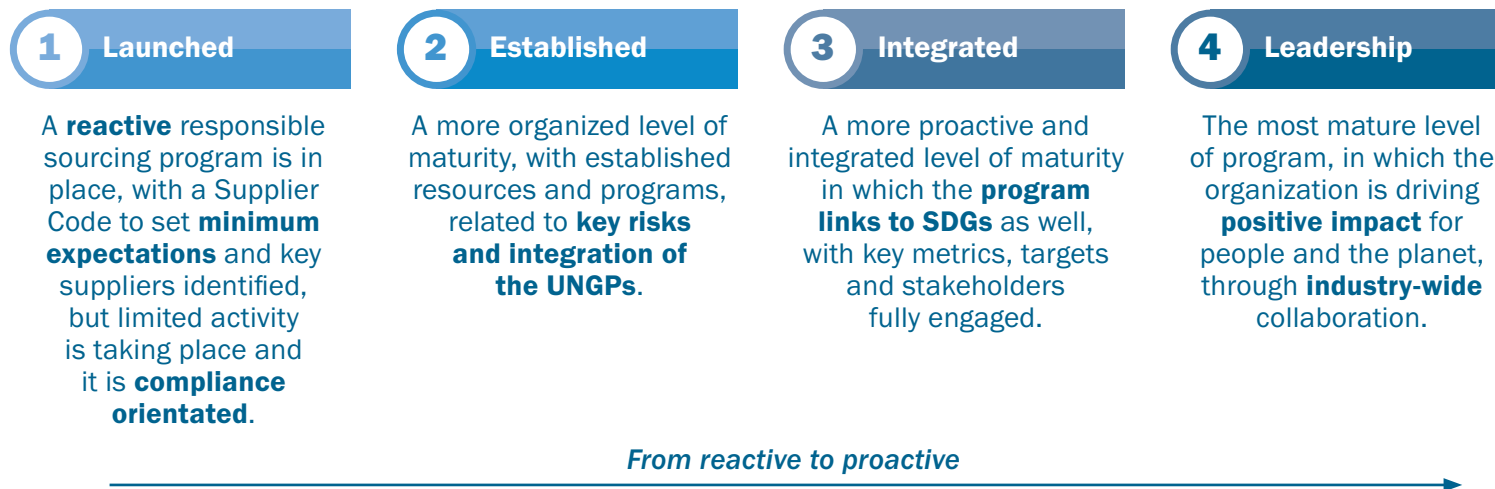 1 Launched
A reactive responsible
sourcing program is in
place, with a Supplier
Code to set minimum
expectations and key
suppliers identified,
but limited activity
is taking place and
it is compliance
orientated.
2 Established
A more organized level of
maturity, with established
resources and programs,
related to key risks
and integration of
the UNGPs.
3 Integrated
A more proactive and
integrated level of maturity
in which the program
links to SDGs as well,
with key metrics, targets
and stakeholders
fully engaged.
4 Leadership
The most mature level
of program, in which the
organization is driving
positive impact for
people and the planet,
through industry-wide
collaboration.
From reactive to proactive